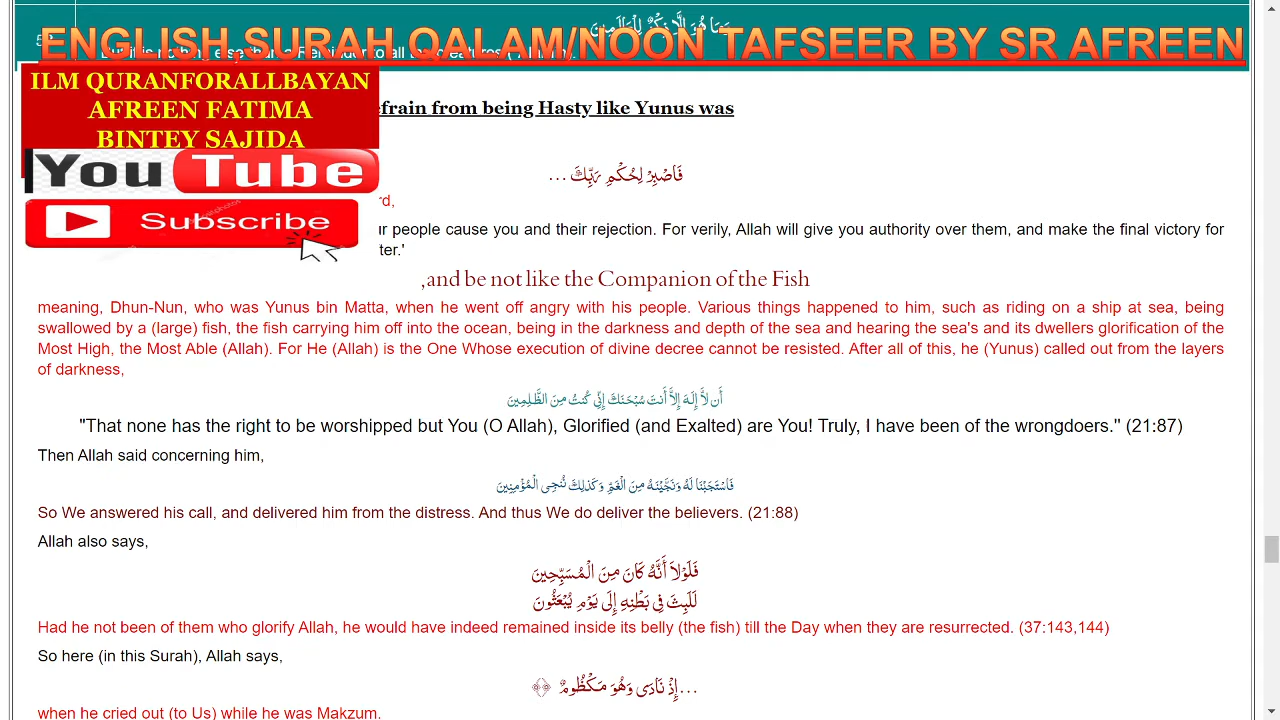 وَمَا هُوَ إِلَّا ذِكْرٌ لِّلْعَالَمِينَ
ENGLISH SURAH QALAM/NOON TAFSEER BY SR AFREEN
ILM QURANFORALLBAYAN
AFREEN FATIMA
BINTEY SAJIDA
YouTube
Subscribe
efrain from being Hasty like Yunus was
فَاصْبِرْ لِحُكْمِ رَبِّكَ ...
rd,
ur people cause you and their rejection. For verily, Allah will give you authority over them, and make the final victory for
ter.'
,and be not like the Companion of the Fish
meaning, Dhun-Nun, who was Yunus bin Matta, when he went off angry with his people. Various things happened to him, such as riding on a ship at sea, being
swallowed by a (large) fish, the fish carrying him off into the ocean, being in the darkness and depth of the sea and hearing the sea's and its dwellers glorification of the
Most High, the Most Able (Allah). For He (Allah) is the One Whose execution of divine decree cannot be resisted. After all of this, he (Yunus) called out from the layers
of darkness,
أَن لاَّ إِلَـهَ إِلاَّ أَنتَ سُبْحَـنَكَ إِنِّي كُنتُ مِنَ الظَّـلِمِينَ
"That none has the right to be worshipped but You (O Allah), Glorified (and Exalted) are You! Truly, I have been of the wrongdoers." (21:87)
Then Allah said concerning him,
فَاسْتَجَبْنَا لَهُ وَنَجَّيْنَـهُ مِنَ الْغَمِّ وَكَذلِكَ نُنجِـى الْمُؤْمِنِينَ
So We answered his call, and delivered him from the distress. And thus We do deliver the believers. (21:88)
Allah also says,
فَلَوْلاَ أَنَّهُ كَانَ مِنَ الْمُسَبِّحِينَ
لَلَبِثَ فِى بَطْنِهِ إِلَى يَوْمِ يُبْعَثُونَ
Had he not been of them who glorify Allah, he would have indeed remained inside its belly (the fish) till the Day when they are resurrected. (37:143,144)
So here (in this Surah), Allah says,
...إِذْ نَادَى وَهُوَ مَكْظُومٌ
when he cried out (to Us) while he was Makzum.